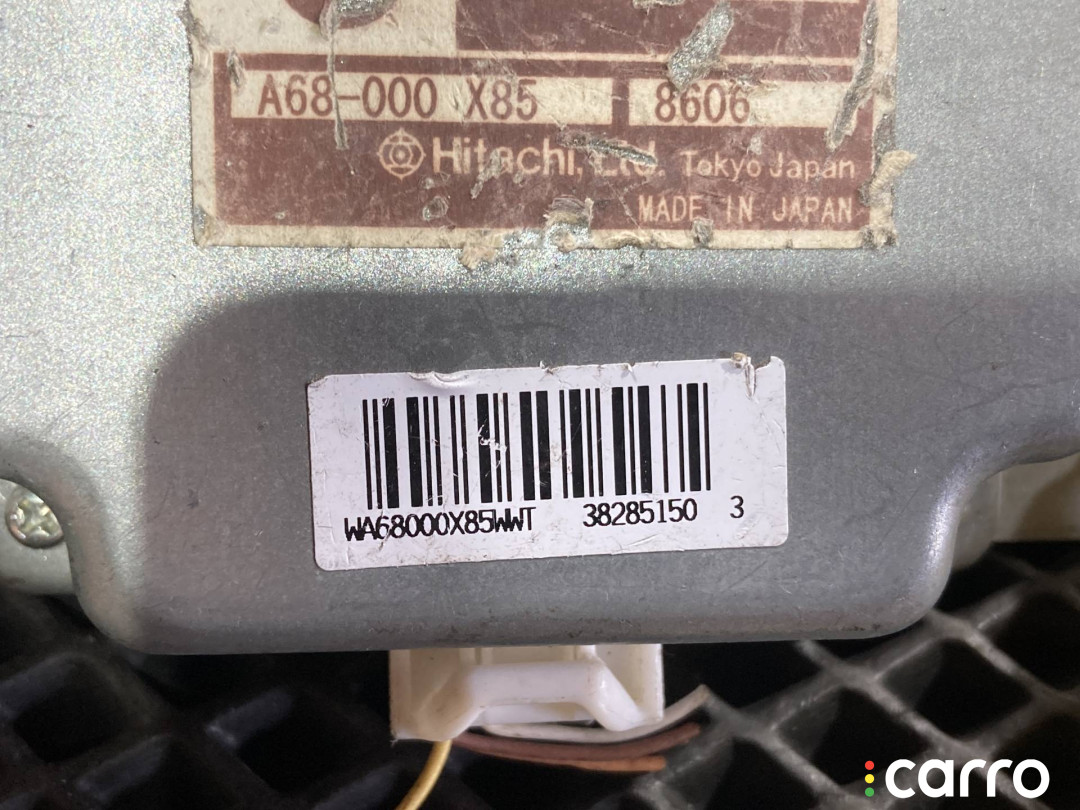 A68-000 X85 8606
Hitachi, Ltd. Tokyo Japan
MADE IN JAPAN
WA68000X85WWT 38285150 3
carro